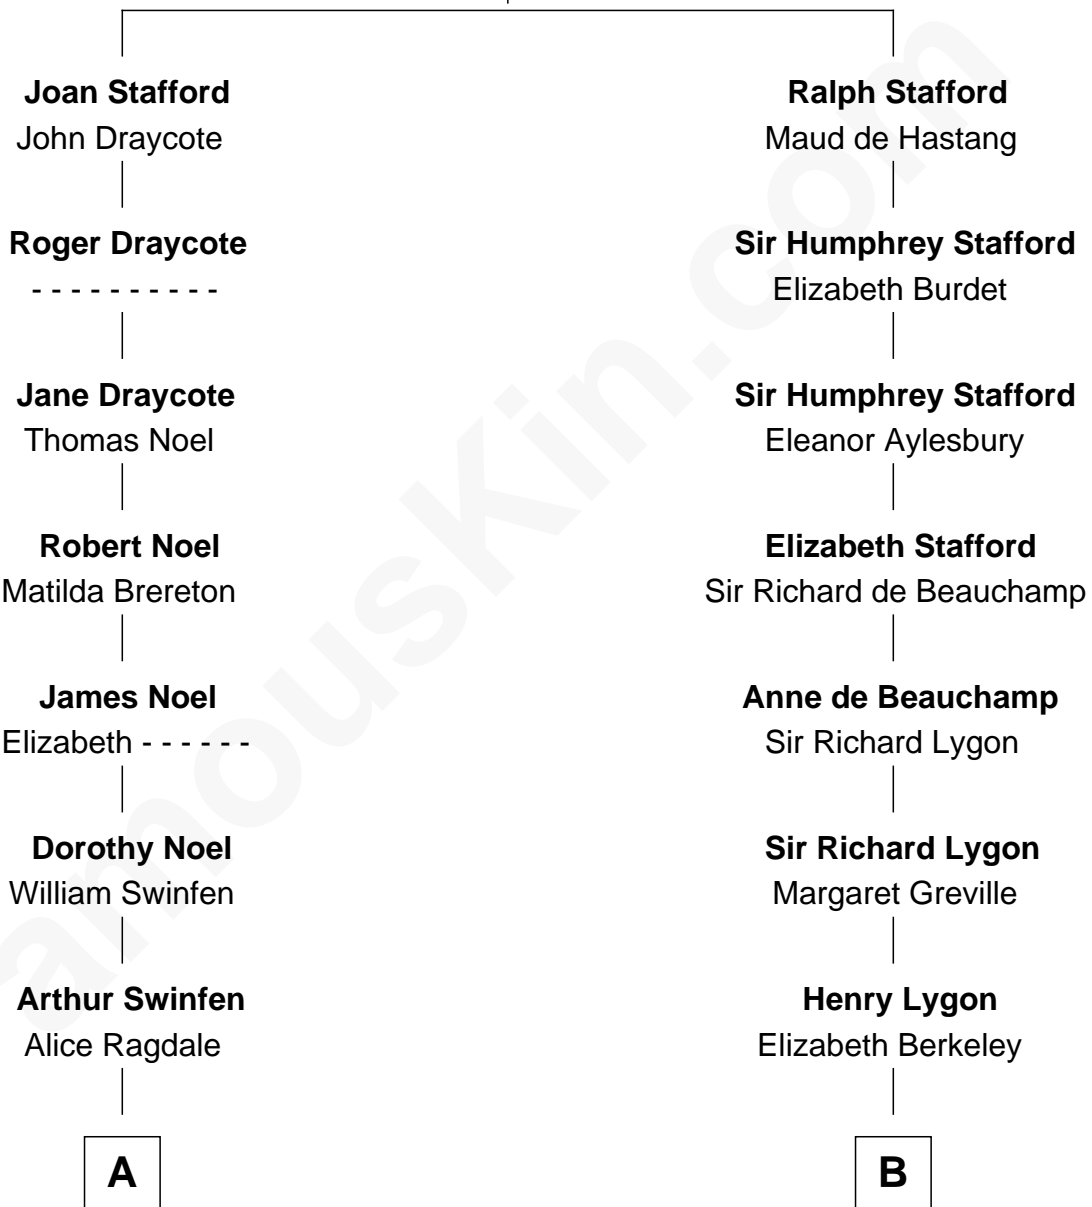 Joan Stafford
John Draycote
Roger Draycote
- - - - - - - - - -
Jane Draycote
Thomas Noel
Robert Noel
Matilda Brereton
James Noel
Elizabeth - - - - - -
Dorothy Noel
William Swinfen
Arthur Swinfen
Alice Ragdale
A
Ralph Stafford
Maud de Hastang
Sir Humphrey Stafford
Elizabeth Burdet
Sir Humphrey Stafford
Eleanor Aylesbury
Elizabeth Stafford
Sir Richard de Beauchamp
Anne de Beauchamp
Sir Richard Lygon
Sir Richard Lygon
Margaret Greville
Henry Lygon
Elizabeth Berkeley
B
amousKin.com